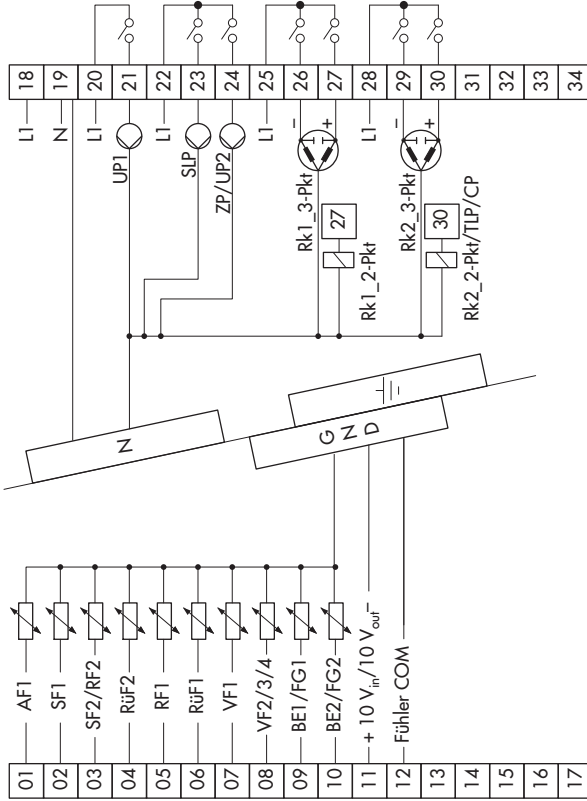 18
19
20
21
22
23
24
25
26
27
28
29
30
31
32
33
34
L1
N
L1
UP1
L1
SLP
ZP/UP2
L1
– +
Rk1_3-Pkt
27
Rk1_2-Pkt
L1
– +
Rk2_3-Pkt
30
Rk2_2-Pkt/TLP/CP
N
GND
AF1
SF1
SF2/RF2
RüF2
RF1
RüF1
VF1
VF2/3/4
BE1/FG1
BE2/FG2
+ 10 Vin/10 Vout –
Fühler COM
01
02
03
04
05
06
07
08
09
10
11
12
13
14
15
16
17